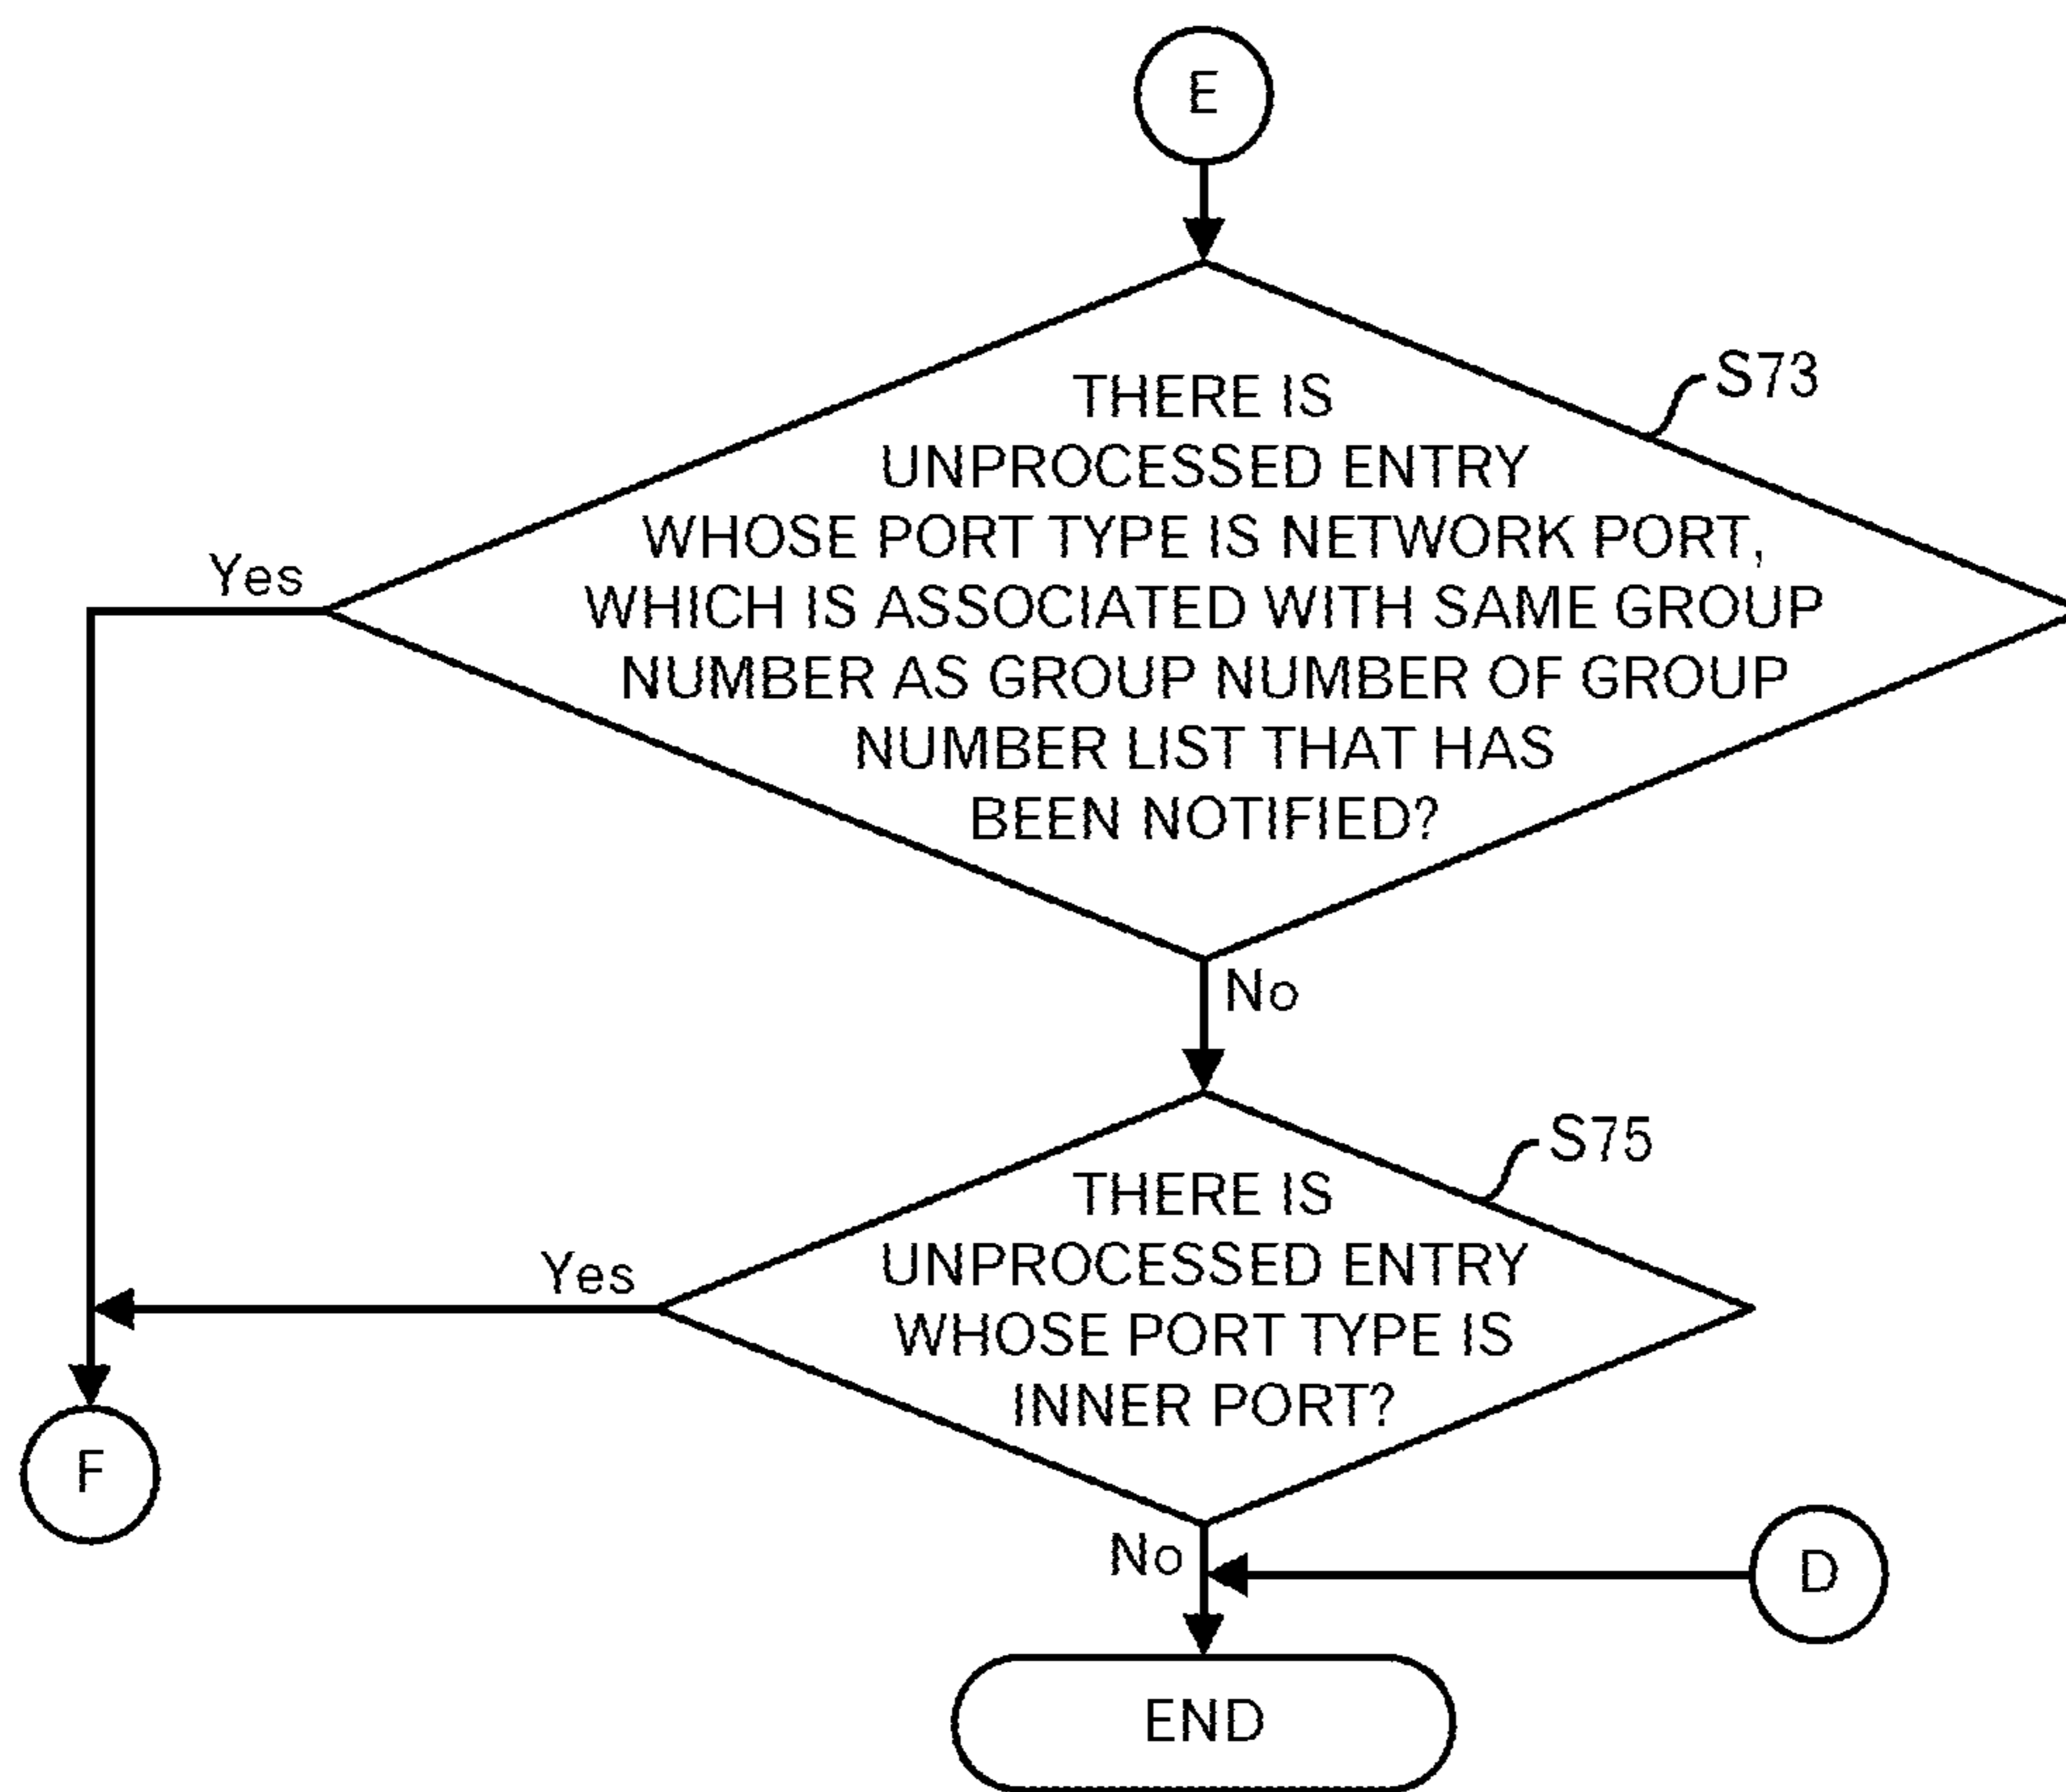 E
S73
THERE IS
UNPROCESSED ENTRY
WHOSE PORT TYPE IS NETWORK PORT,
WHICH IS ASSOCIATED WITH SAME GROUP
NUMBER AS GROUP NUMBER OF GROUP
NUMBER LIST THAT HAS
BEEN NOTIFIED?
Yes
No
S75
THERE IS
UNPROCESSED ENTRY
WHOSE PORT TYPE IS
INNER PORT?
Yes
F
No
D
END